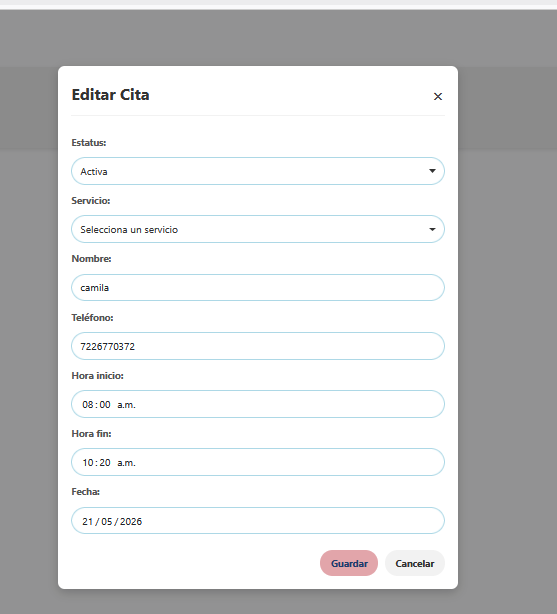 Editar Cita
×
Estatus:
Activa
Servicio:
Selecciona un servicio
Nombre:
camila
Teléfono:
7226770372
Hora inicio:
08:00 a.m.
Hora fin:
10:20 a.m.
Fecha:
21/05/2026
Guardar Cancelar